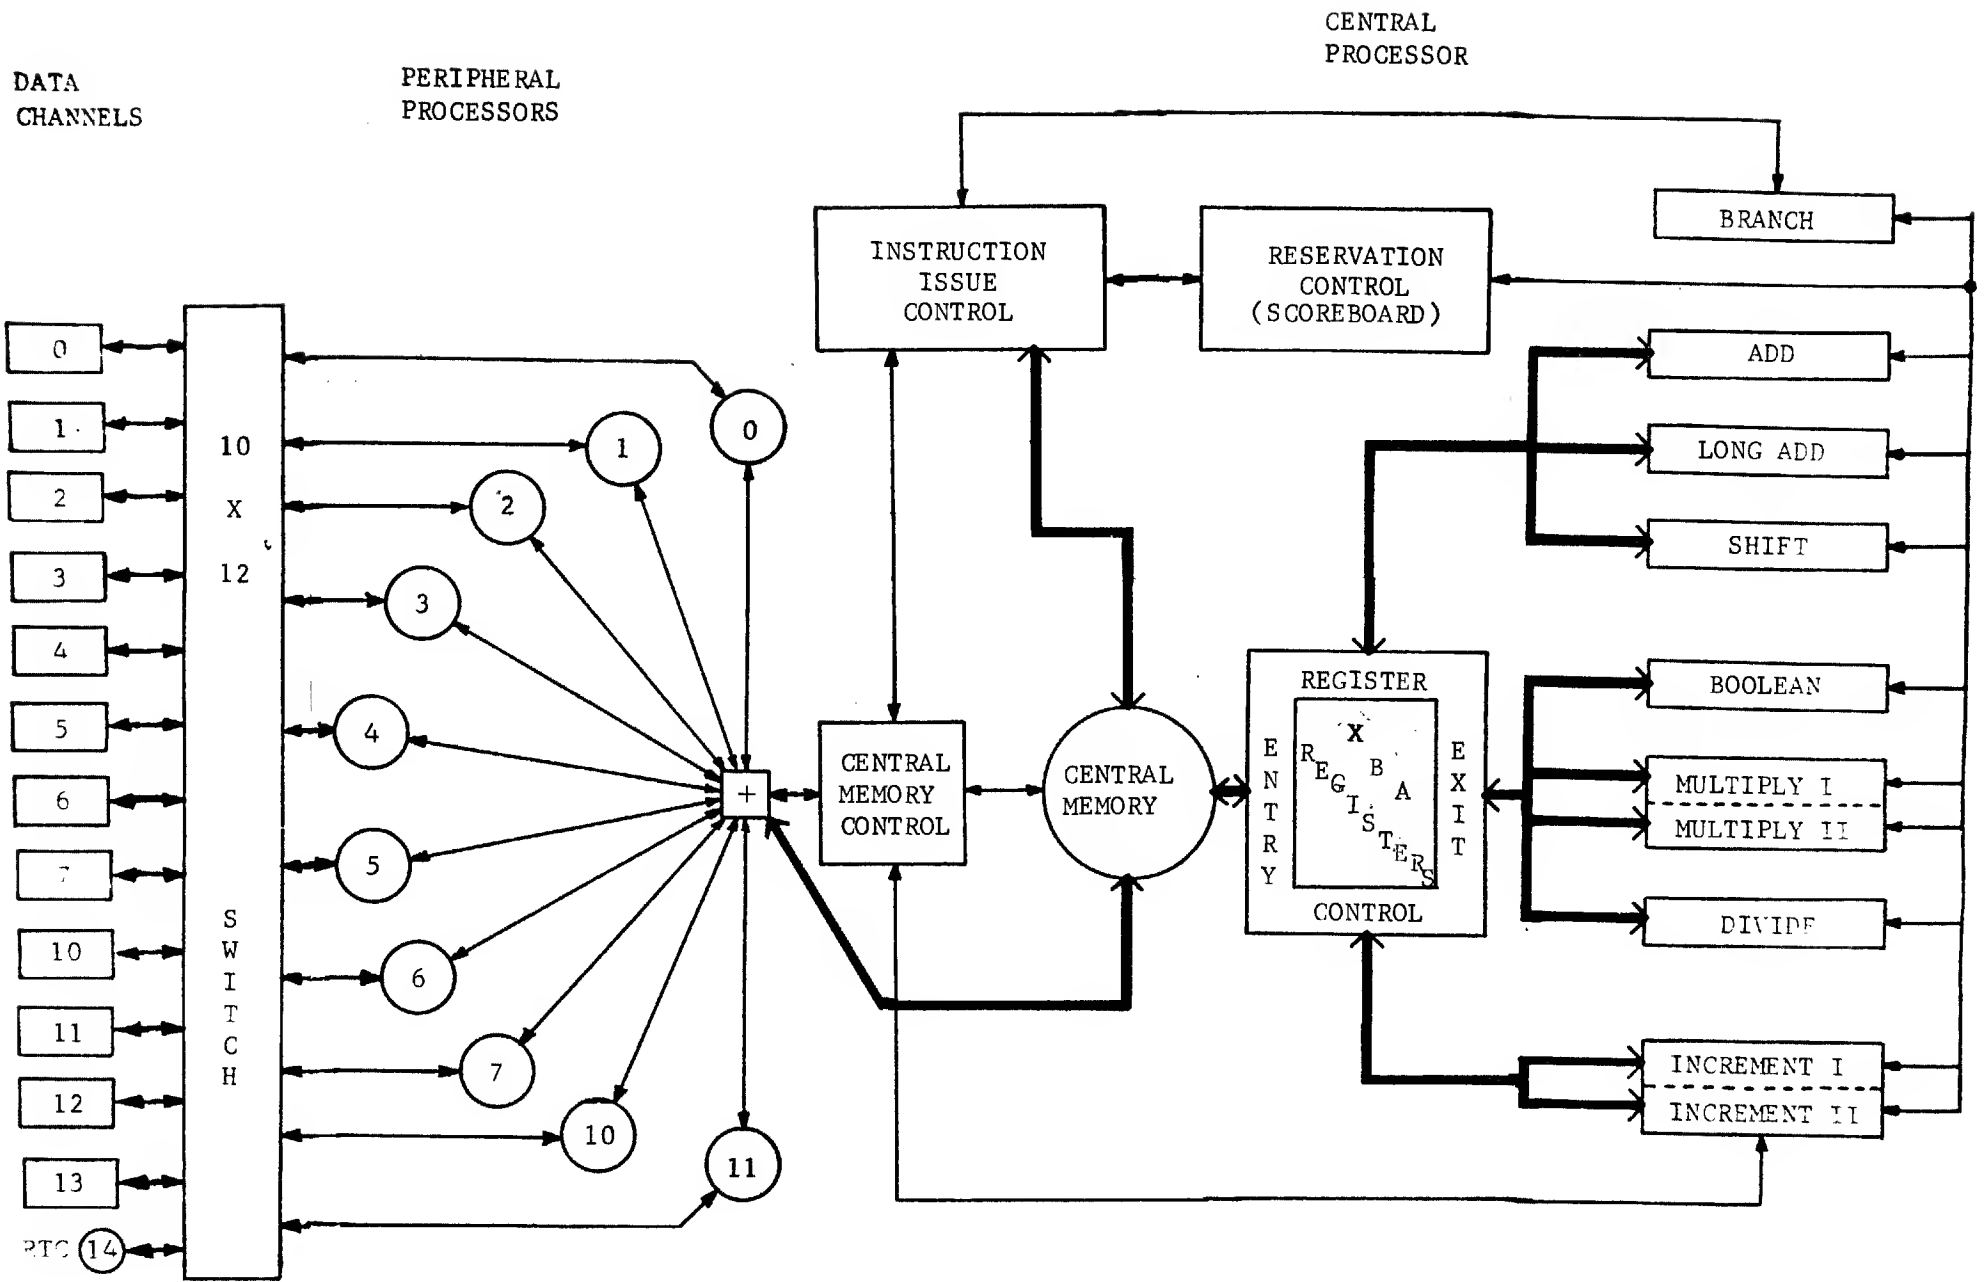 CENTRAL
PROCESSOR
DATA
CHANNELS
PERIPHERAL
PROCESSORS
0
1
2
3
4
5
6
7
10
11
12
13
RTC 14
10
X
12
SWITCH
0
1
2
3
4
5
6
7
10
11
+
INSTRUCTION
ISSUE
CONTROL
RESERVATION
CONTROL
(SCOREBOARD)
CENTRAL
MEMORY
CONTROL
CENTRAL
MEMORY
REGISTER
ENTRY
X
B
A
REGISTERS
EXIT
CONTROL
BRANCH
ADD
LONG ADD
SHIFT
BOOLEAN
MULTIPLY I
MULTIPLY II
DIVIDE
INCREMENT I
INCREMENT II